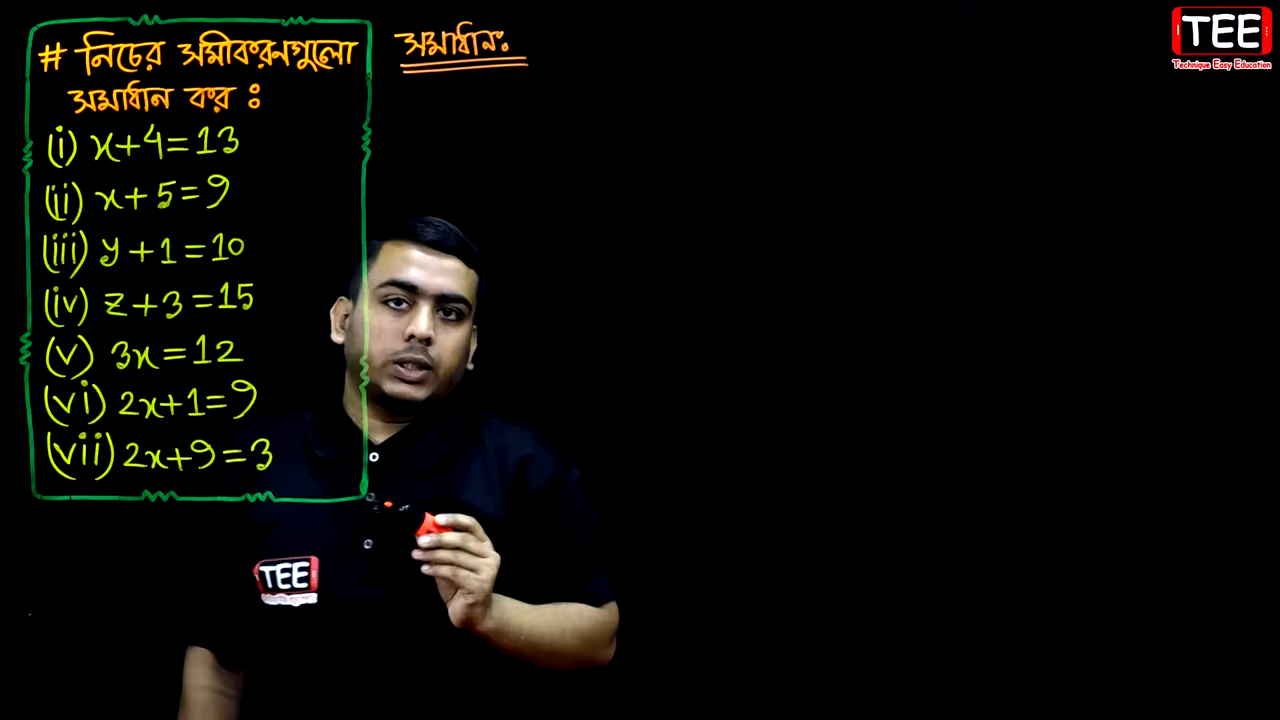 # নিচের সমীকরণগুলো
সমাধান কর :
(i) x+4=13
(ii) x+5=9
(iii) y+1=10
(iv) z+3=15
(v) 3x=12
(vi) 2x+1=9
(vii) 2x+9=3
সমাধান:
TEE
Technique Easy Education
TEE